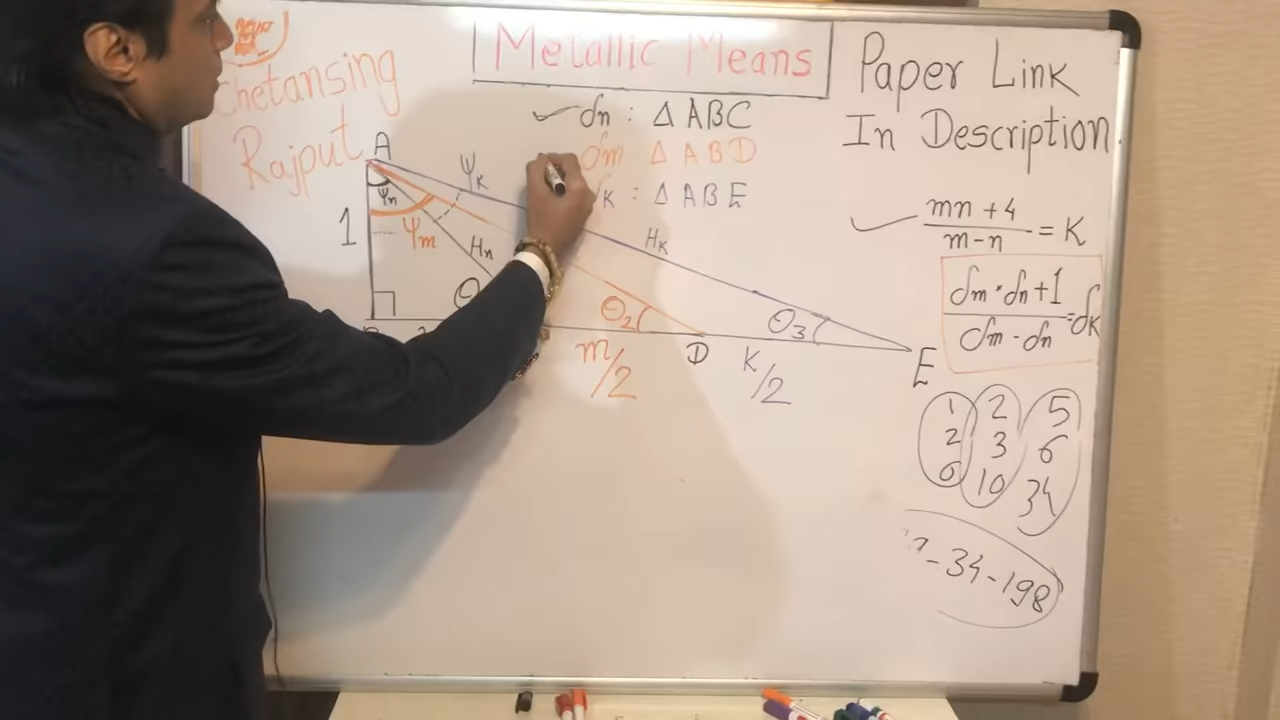 Chetansing
Rajput
Metallic Means
δn : Δ ABC
δm Δ ABD
K : Δ ABE
Paper Link
In Description
mn + 4
m - n
= K
δm · δn + 1
δm - δn
= δK
1 2 5
2 3 6
6 10 34
- 34 - 198
A
ψK
ψn
1
ψm
Hn
HK
Θ
Θ2
Θ3
m/2
D
K/2
E